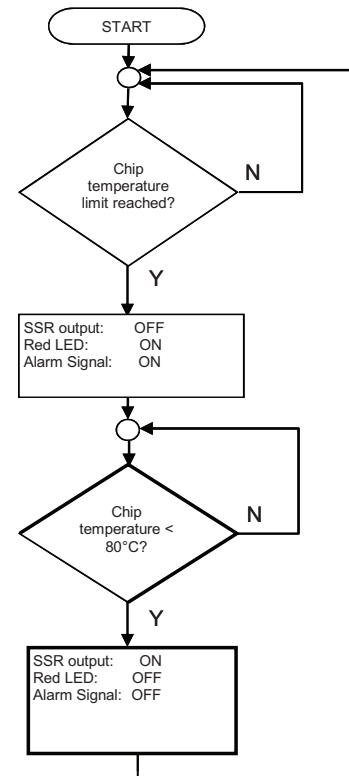 START
Chip
temperature
limit reached?
N
Y
SSR output: OFF
Red LED: ON
Alarm Signal: ON
Chip
temperature <
80°C?
N
Y
SSR output: ON
Red LED: OFF
Alarm Signal: OFF